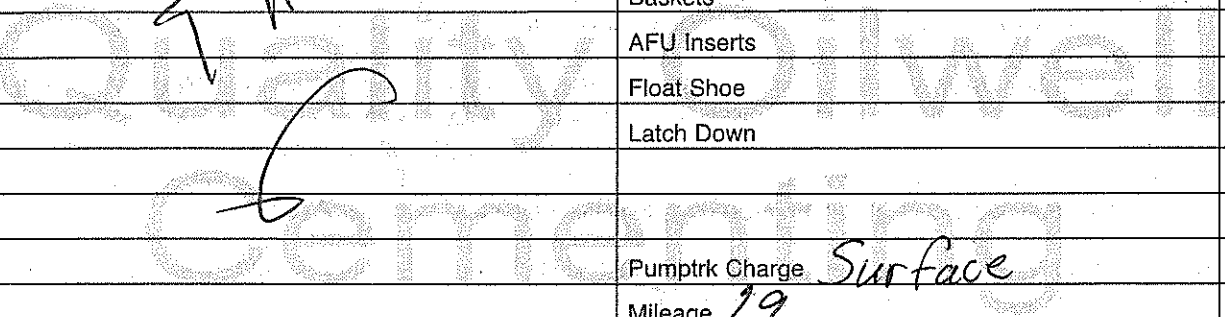 Baskets
AFU Inserts
Float Shoe
Latch Down
Quality Oilwell
Cementing
Pumptrk Charge Surface
Mileage 19